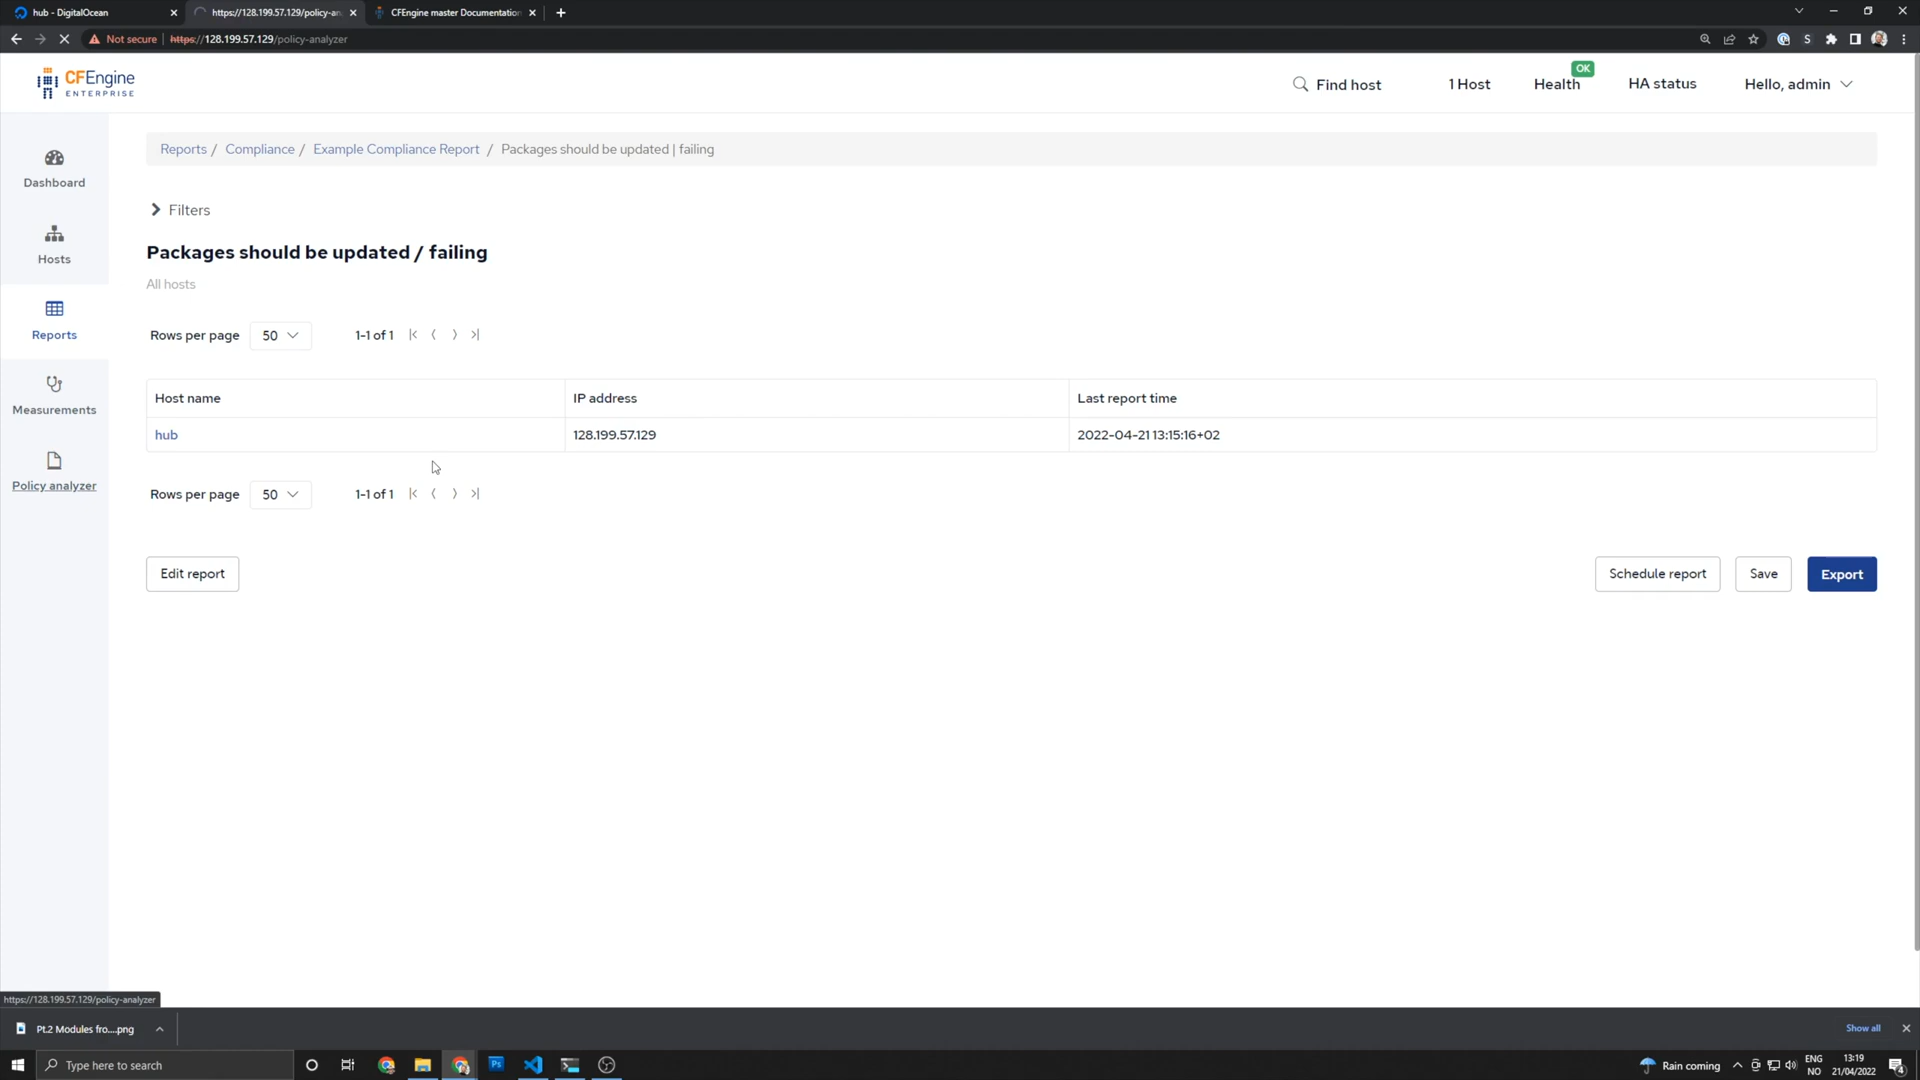 hub - DigitalOcean
https://128.199.57.129/policy-an
CFEngine master Documentation
Not secure
https://128.199.57.129/policy-analyzer
S
CFEngine
ENTERPRISE
Find host
1 Host
Health
OK
HA status
Hello, admin
Dashboard
Hosts
Reports
Measurements
Policy analyzer
Reports / Compliance / Example Compliance Report / Packages should be updated | failing
Filters
Packages should be updated / failing
All hosts
Rows per page 50 1-1 of 1
Host name IP address Last report time
hub 128.199.57.129 2022-04-21 13:15:16+02
Rows per page 50 1-1 of 1
Edit report
Schedule report
Save
Export
https://128.199.57.129/policy-analyzer
Pt.2 Modules fro....png
Show all
Type here to search
Ps
Rain coming
ENG
NO
13:19
21/04/2022
4